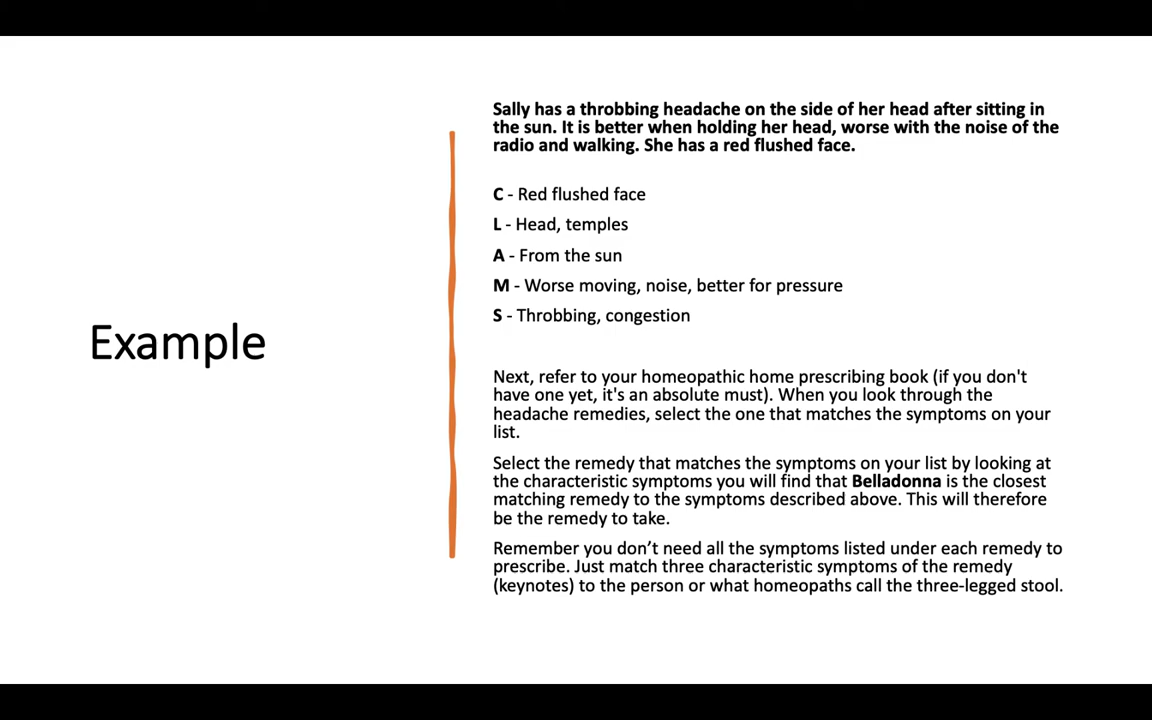 Example
Sally has a throbbing headache on the side of her head after sitting in
the sun. It is better when holding her head, worse with the noise of the
radio and walking. She has a red flushed face.
C - Red flushed face
L - Head, temples
A - From the sun
M - Worse moving, noise, better for pressure
S - Throbbing, congestion
Next, refer to your homeopathic home prescribing book (if you don't
have one yet, it's an absolute must). When you look through the
headache remedies, select the one that matches the symptoms on your
list.
Select the remedy that matches the symptoms on your list by looking at
the characteristic symptoms you will find that Belladonna is the closest
matching remedy to the symptoms described above. This will therefore
be the remedy to take.
Remember you don’t need all the symptoms listed under each remedy to
prescribe. Just match three characteristic symptoms of the remedy
(keynotes) to the person or what homeopaths call the three-legged stool.